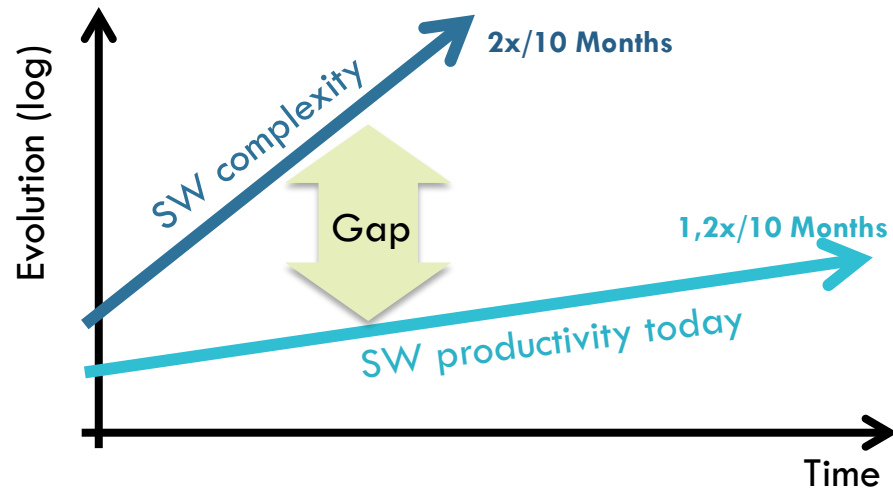 2x/10 Months
Evolution (log)
SW complexity
Gap
1,2x/10 Months
SW productivity today
Time